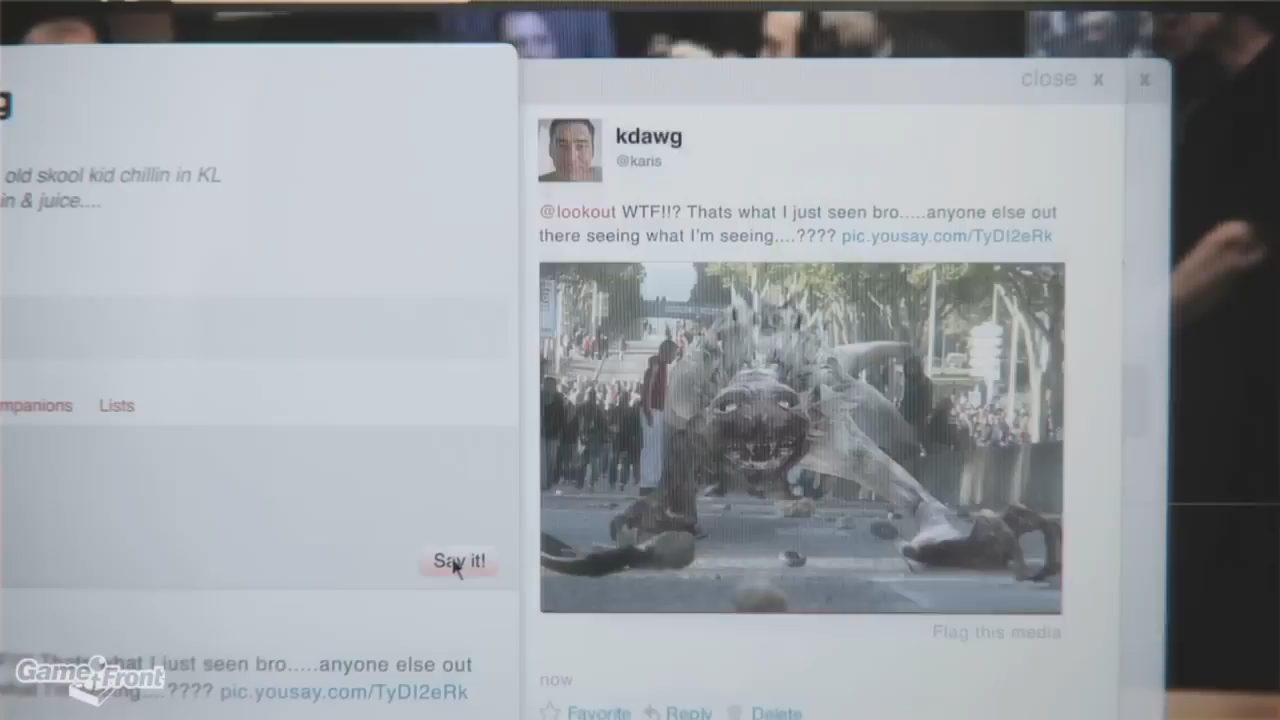 g
old skool kid chillin in KL
in & juice....
mpanions Lists
Say it!
just seen bro.....anyone else out
???? pic.yousay.com/TyDI2eRk
close x x
kdawg
@karis
@lookout WTF!!? Thats what I just seen bro.....anyone else out
there seeing what I'm seeing....???? pic.yousay.com/TyDI2eRk
Flag this media
now
Favorite Reply Delete
GameFront